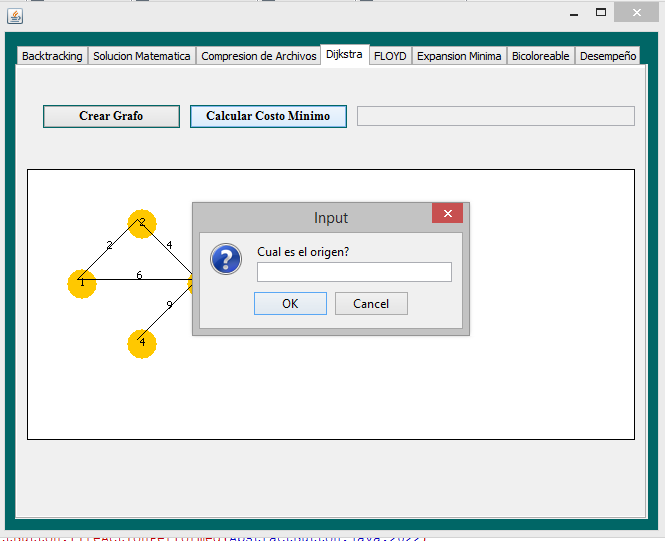 Backtracking Solucion Matematica Compresion de Archivos Dijkstra FLOYD Expansion Minima Bicoloreable Desempeño
Crear Grafo Calcular Costo Minimo
Input
Cual es el origen?
OK Cancel
2
2 4
1 6
9
4